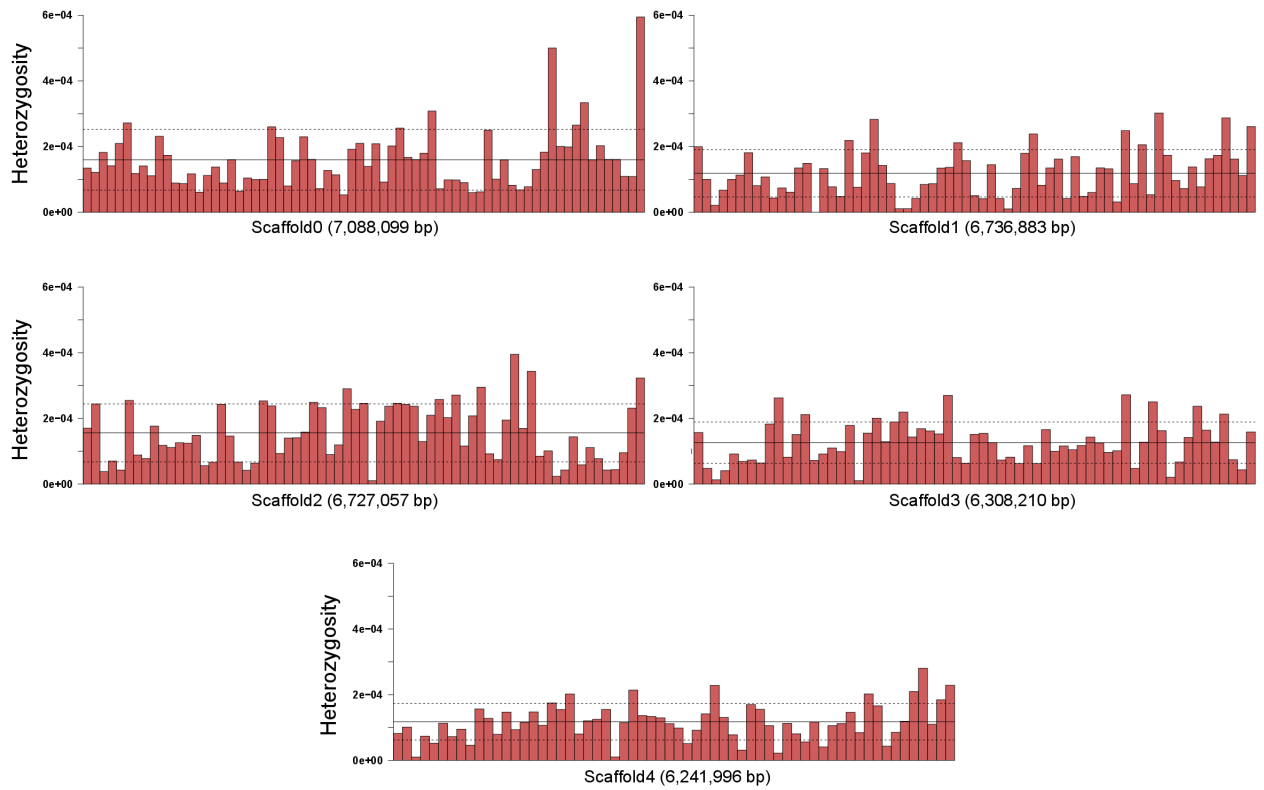 Heterozygosity
6e−04
4e−04
2e−04
0e+00
Scaffold0 (7,088,099 bp)
6e−04
4e−04
2e−04
0e+00
Scaffold1 (6,736,883 bp)
Heterozygosity
6e−04
4e−04
2e−04
0e+00
Scaffold2 (6,727,057 bp)
6e−04
4e−04
2e−04
0e+00
Scaffold3 (6,308,210 bp)
Heterozygosity
6e−04
4e−04
2e−04
0e+00
Scaffold4 (6,241,996 bp)